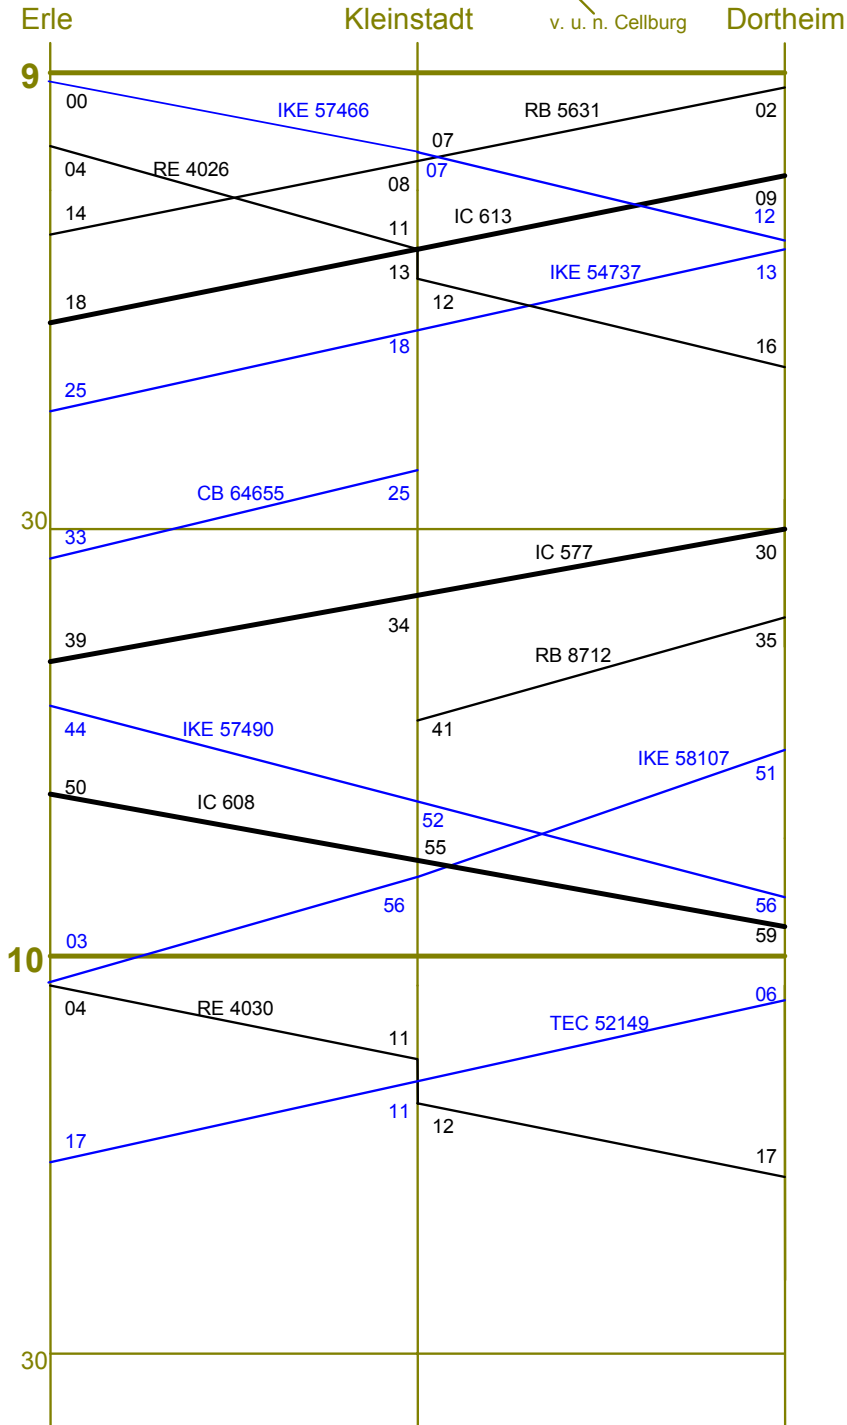 Erle Kleinstadt v. u. n. Cellburg Dortheim
9
00 IKE 57466 RB 5631 02
07
04 RE 4026 07
08 09
14 11 IC 613 12
13 IKE 54737 13
18 12
18 16
25
CB 64655 25
30
33 IC 577 30
39 34 35
RB 8712
44 IKE 57490 41
IKE 58107 51
50 IC 608
52
55
56 56
03 59
10
04 RE 4030 06
11 TEC 52149
11
12
17 17
30